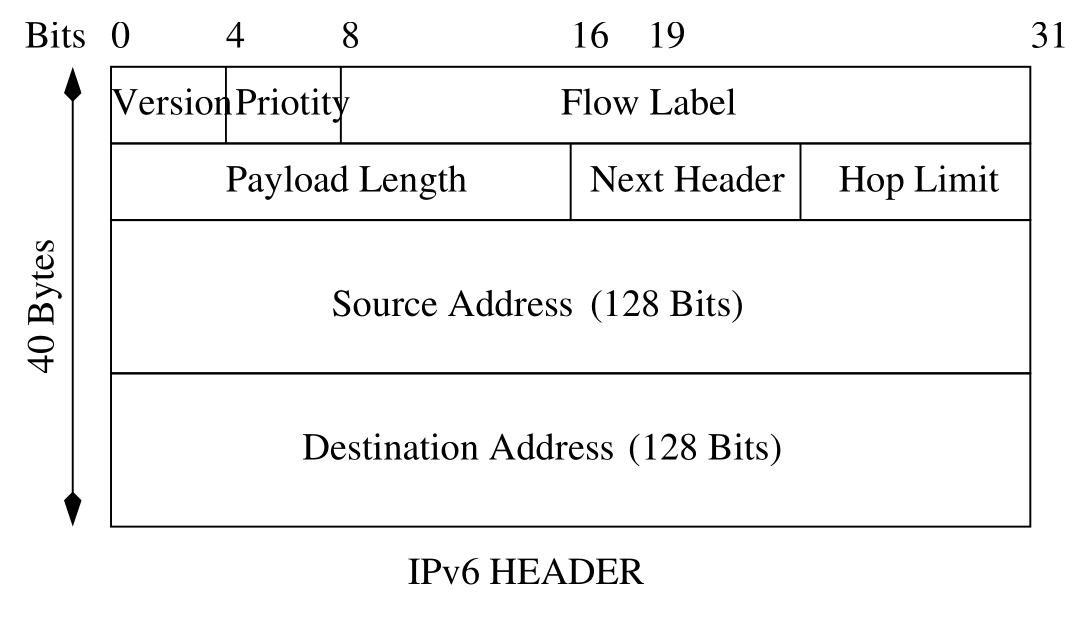 Bits 0 4 8 16 19 31
Version Priotity Flow Label
Payload Length Next Header Hop Limit
40 Bytes
Source Address (128 Bits)
Destination Address (128 Bits)
IPv6 HEADER